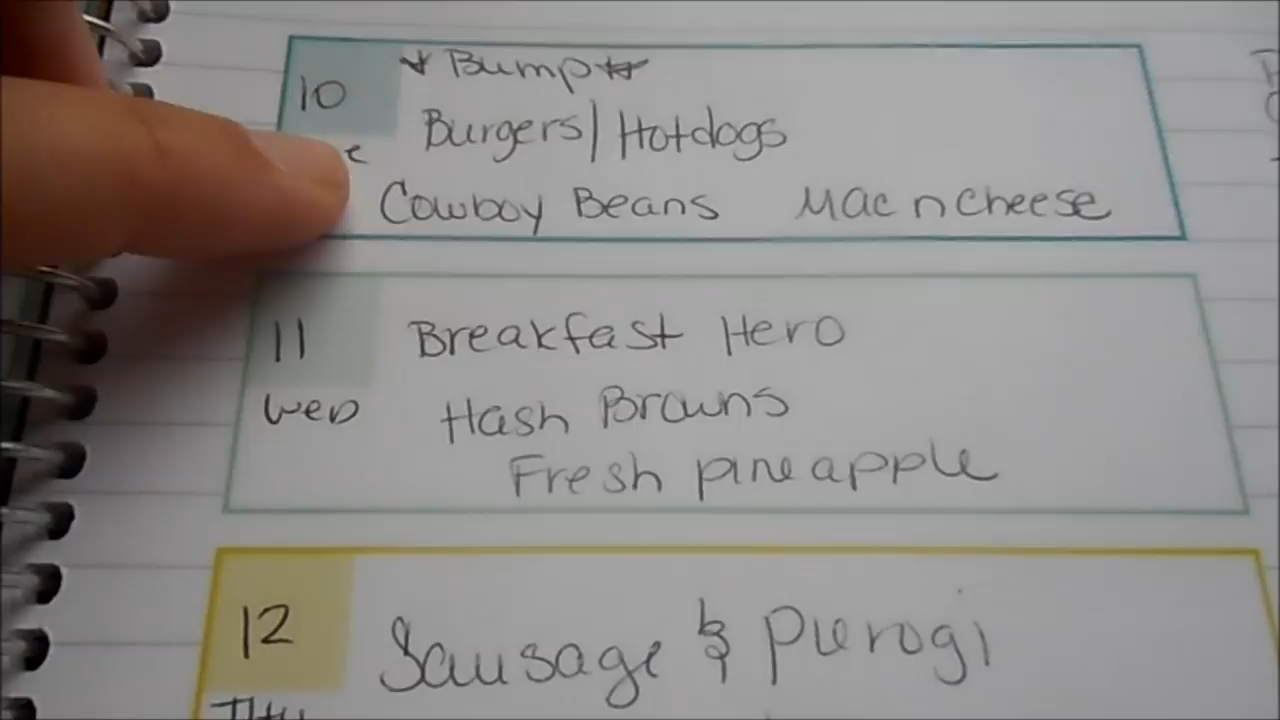 10 * Bump *
Burgers/Hotdogs
Cowboy Beans Mac n Cheese
11 Breakfast Hero
WED Hash Browns
Fresh pineapple
12 Sausage & Pierogi
THU